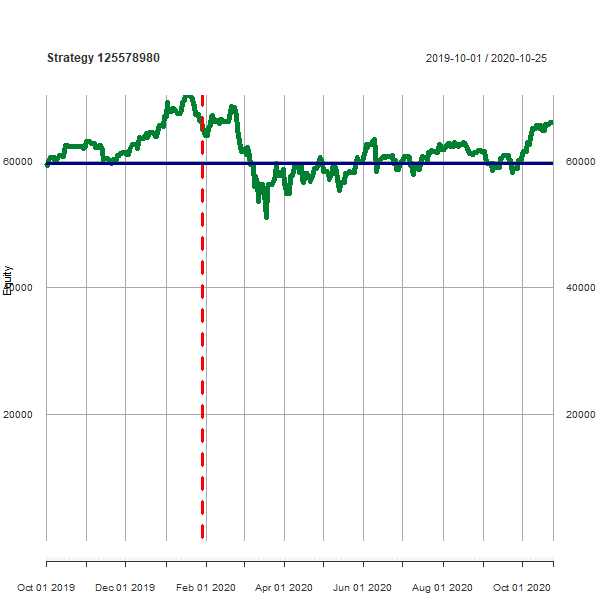 Strategy 125578980
2019-10-01 / 2020-10-25
60000
60000
Equity
40000
40000
20000
20000
Oct 01 2019
Dec 01 2019
Feb 01 2020
Apr 01 2020
Jun 01 2020
Aug 01 2020
Oct 01 2020